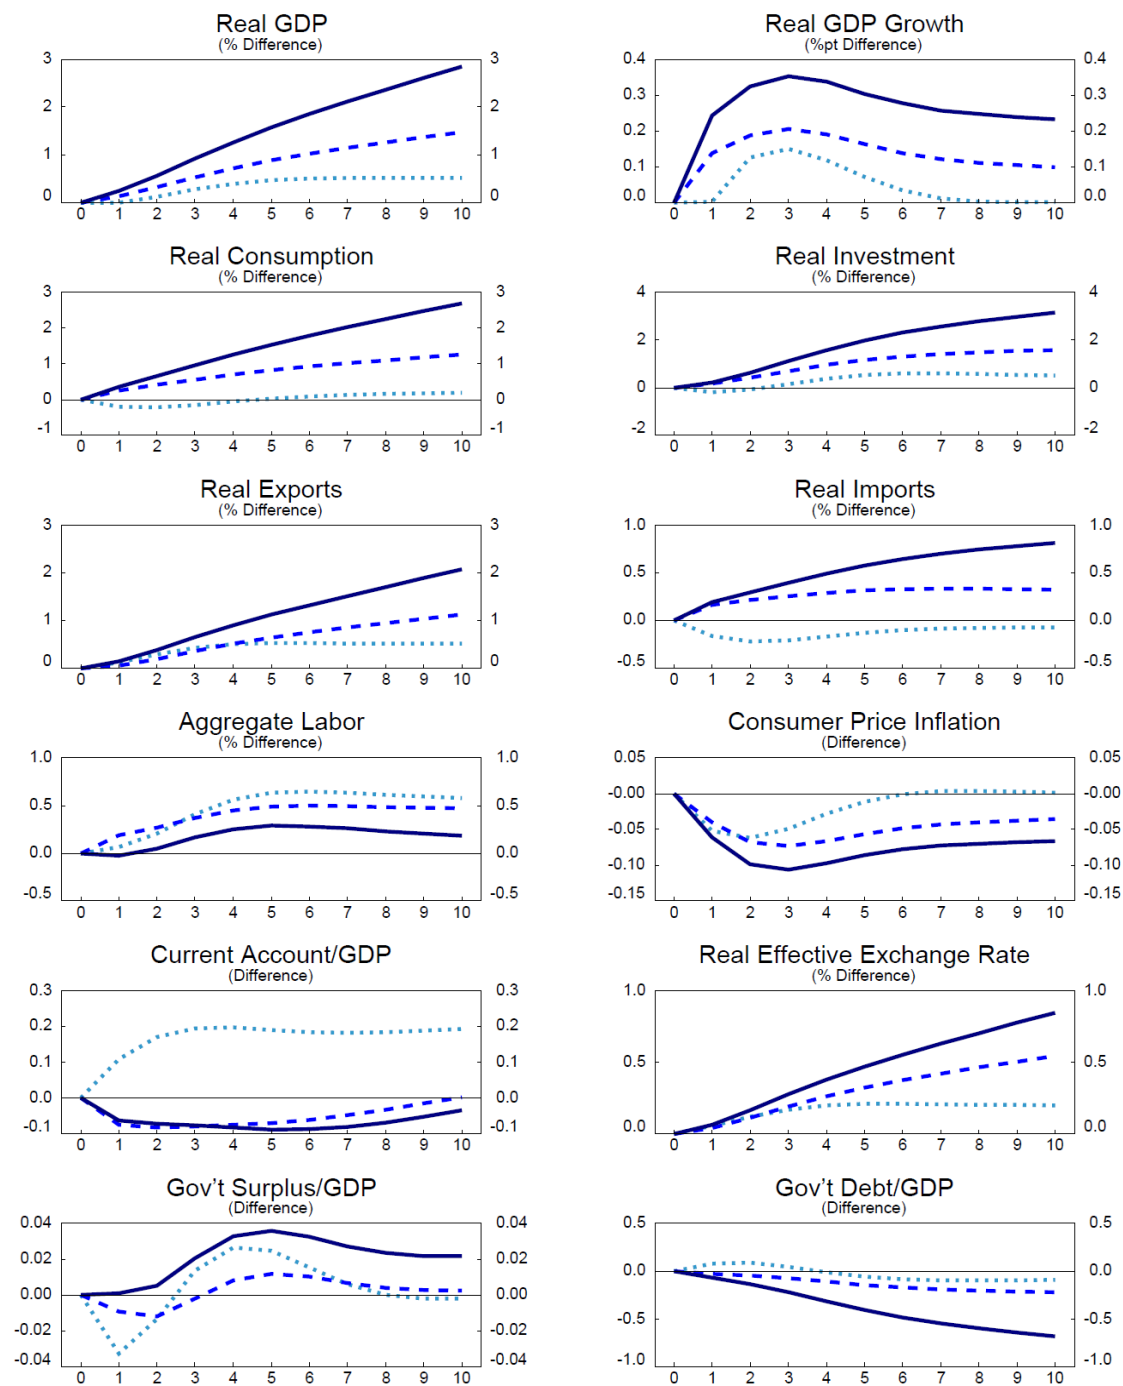 Real GDP
(% Difference)
3 3
2 2
1 1
0 0
0 1 2 3 4 5 6 7 8 9 10
Real GDP Growth
(%pt Difference)
0.4 0.4
0.3 0.3
0.2 0.2
0.1 0.1
0.0 0.0
0 1 2 3 4 5 6 7 8 9 10
Real Consumption
(% Difference)
3 3
2 2
1 1
0 0
-1 -1
0 1 2 3 4 5 6 7 8 9 10
Real Investment
(% Difference)
4 4
2 2
0 0
-2 -2
0 1 2 3 4 5 6 7 8 9 10
Real Exports
(% Difference)
3 3
2 2
1 1
0 0
0 1 2 3 4 5 6 7 8 9 10
Real Imports
(% Difference)
1.0 1.0
0.5 0.5
0.0 0.0
-0.5 -0.5
0 1 2 3 4 5 6 7 8 9 10
Aggregate Labor
(% Difference)
1.0 1.0
0.5 0.5
0.0 0.0
-0.5 -0.5
0 1 2 3 4 5 6 7 8 9 10
Consumer Price Inflation
(Difference)
0.05 0.05
-0.00 -0.00
-0.05 -0.05
-0.10 -0.10
-0.15 -0.15
0 1 2 3 4 5 6 7 8 9 10
Current Account/GDP
(Difference)
0.3 0.3
0.2 0.2
0.1 0.1
0.0 0.0
-0.1 -0.1
0 1 2 3 4 5 6 7 8 9 10
Real Effective Exchange Rate
(% Difference)
1.0 1.0
0.5 0.5
0.0 0.0
0 1 2 3 4 5 6 7 8 9 10
Gov't Surplus/GDP
(Difference)
0.04 0.04
0.02 0.02
0.00 0.00
-0.02 -0.02
-0.04 -0.04
0 1 2 3 4 5 6 7 8 9 10
Gov't Debt/GDP
(Difference)
0.5 0.5
0.0 0.0
-0.5 -0.5
-1.0 -1.0
0 1 2 3 4 5 6 7 8 9 10